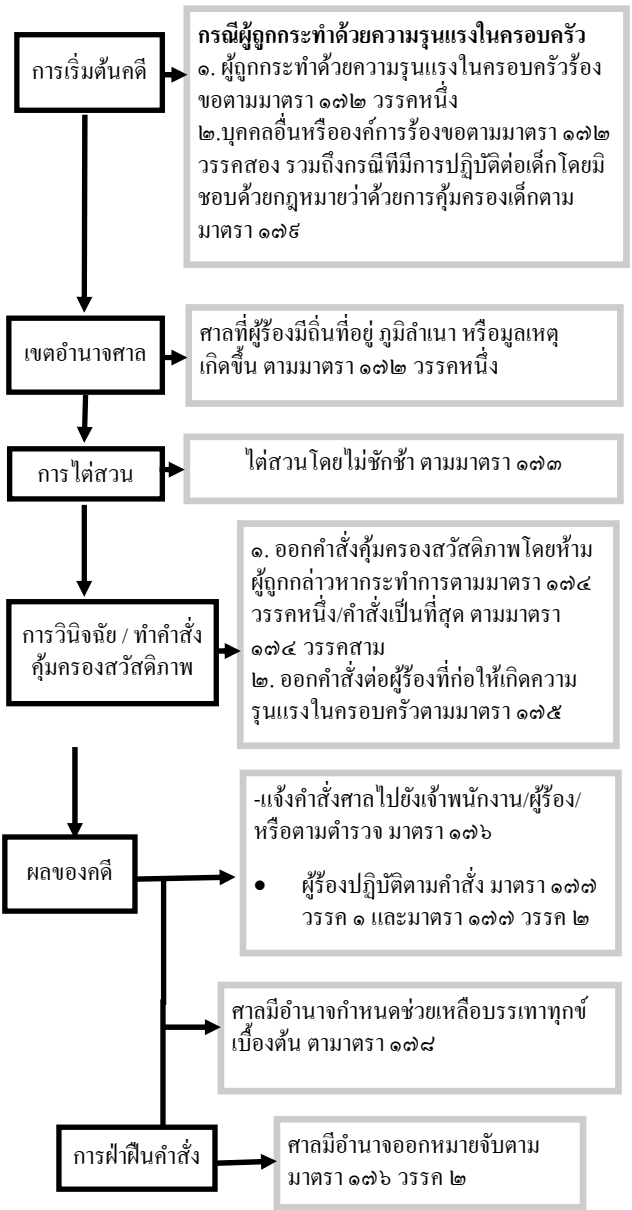 การเริ่มต้นคดี
กรณีผู้ถูกกระทำด้วยความรุนแรงในครอบครัว
๑. ผู้ถูกกระทำด้วยความรุนแรงในครอบครัวร้อง
ขอตามมาตรา ๑๗๒ วรรคหนึ่ง
๒.บุคคลอื่นหรือองค์การร้องขอตามมาตรา ๑๗๒
วรรคสอง รวมถึงกรณีทีมีการปฏิบัติต่อเด็กโดยมิ
ชอบด้วยกฎหมายว่าด้วยการคุ้มครองเด็กตาม
มาตรา ๑๗๙
เขตอำนาจศาล
ศาลที่ผู้ร้องมีถิ่นที่อยู่ ภูมิลำเนา หรือมูลเหตุ
เกิดขึ้น ตามมาตรา ๑๗๒ วรรคหนึ่ง
การไต่สวน
ไต่สวนโดยไม่ชักช้า ตามมาตรา ๑๗๓
การวินิจฉัย / ทำคำสั่ง
คุ้มครองสวัสดิภาพ
๑. ออกคำสั่งคุ้มครองสวัสดิภาพโดยห้าม
ผู้ถูกกล่าวหากระทำการตามมาตรา ๑๗๔
วรรคหนึ่ง/คำสั่งเป็นที่สุด ตามมาตรา
๑๗๔ วรรคสาม
๒. ออกคำสั่งต่อผู้ร้องที่ก่อให้เกิดความ
รุนแรงในครอบครัวตามมาตรา ๑๗๕
ผลของคดี
-แจ้งคำสั่งศาลไปยังเจ้าพนักงาน/ผู้ร้อง/
หรือตามตำรวจ มาตรา ๑๗๖
• ผู้ร้องปฏิบัติตามคำสั่ง มาตรา ๑๗๗
วรรค ๑ และมาตรา ๑๗๗ วรรค ๒
ศาลมีอำนาจกำหนดช่วยเหลือบรรเทาทุกข์
เบื้องต้น ตามาตรา ๑๗๘
การฝ่าฝืนคำสั่ง
ศาลมีอำนาจออกหมายจับตาม
มาตรา ๑๗๖ วรรค ๒